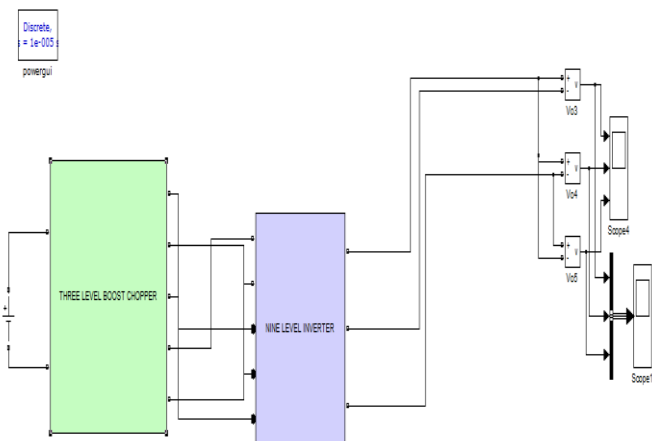 Discrete,
s = 1e-005 s
powergui
Vo3
Vo4
Scope4
Vo5
THREE LEVEL BOOST CHOPPER
NINE LEVEL INVERTER
Scope1